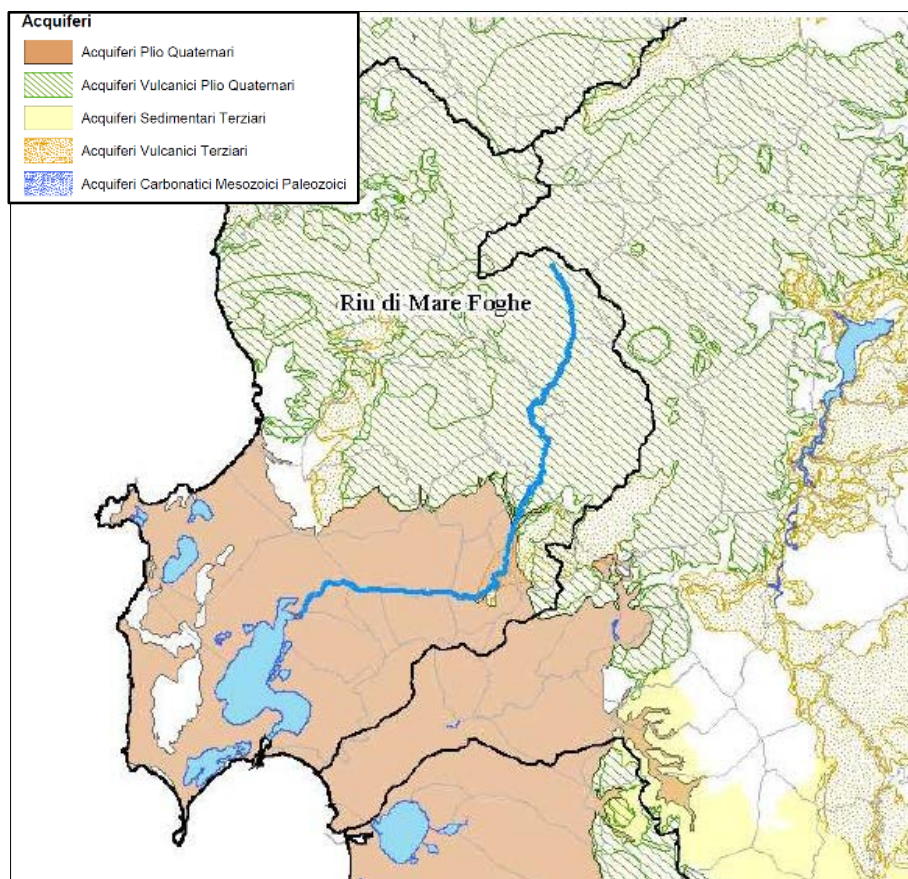 Acquiferi
Acquiferi Plio Quaternari
Acquiferi Vulcanici Plio Quaternari
Acquiferi Sedimentari Terziari
Acquiferi Vulcanici Terziari
Acquiferi Carbonatici Mesozoici Paleozoici
Riu di Mare Foghe